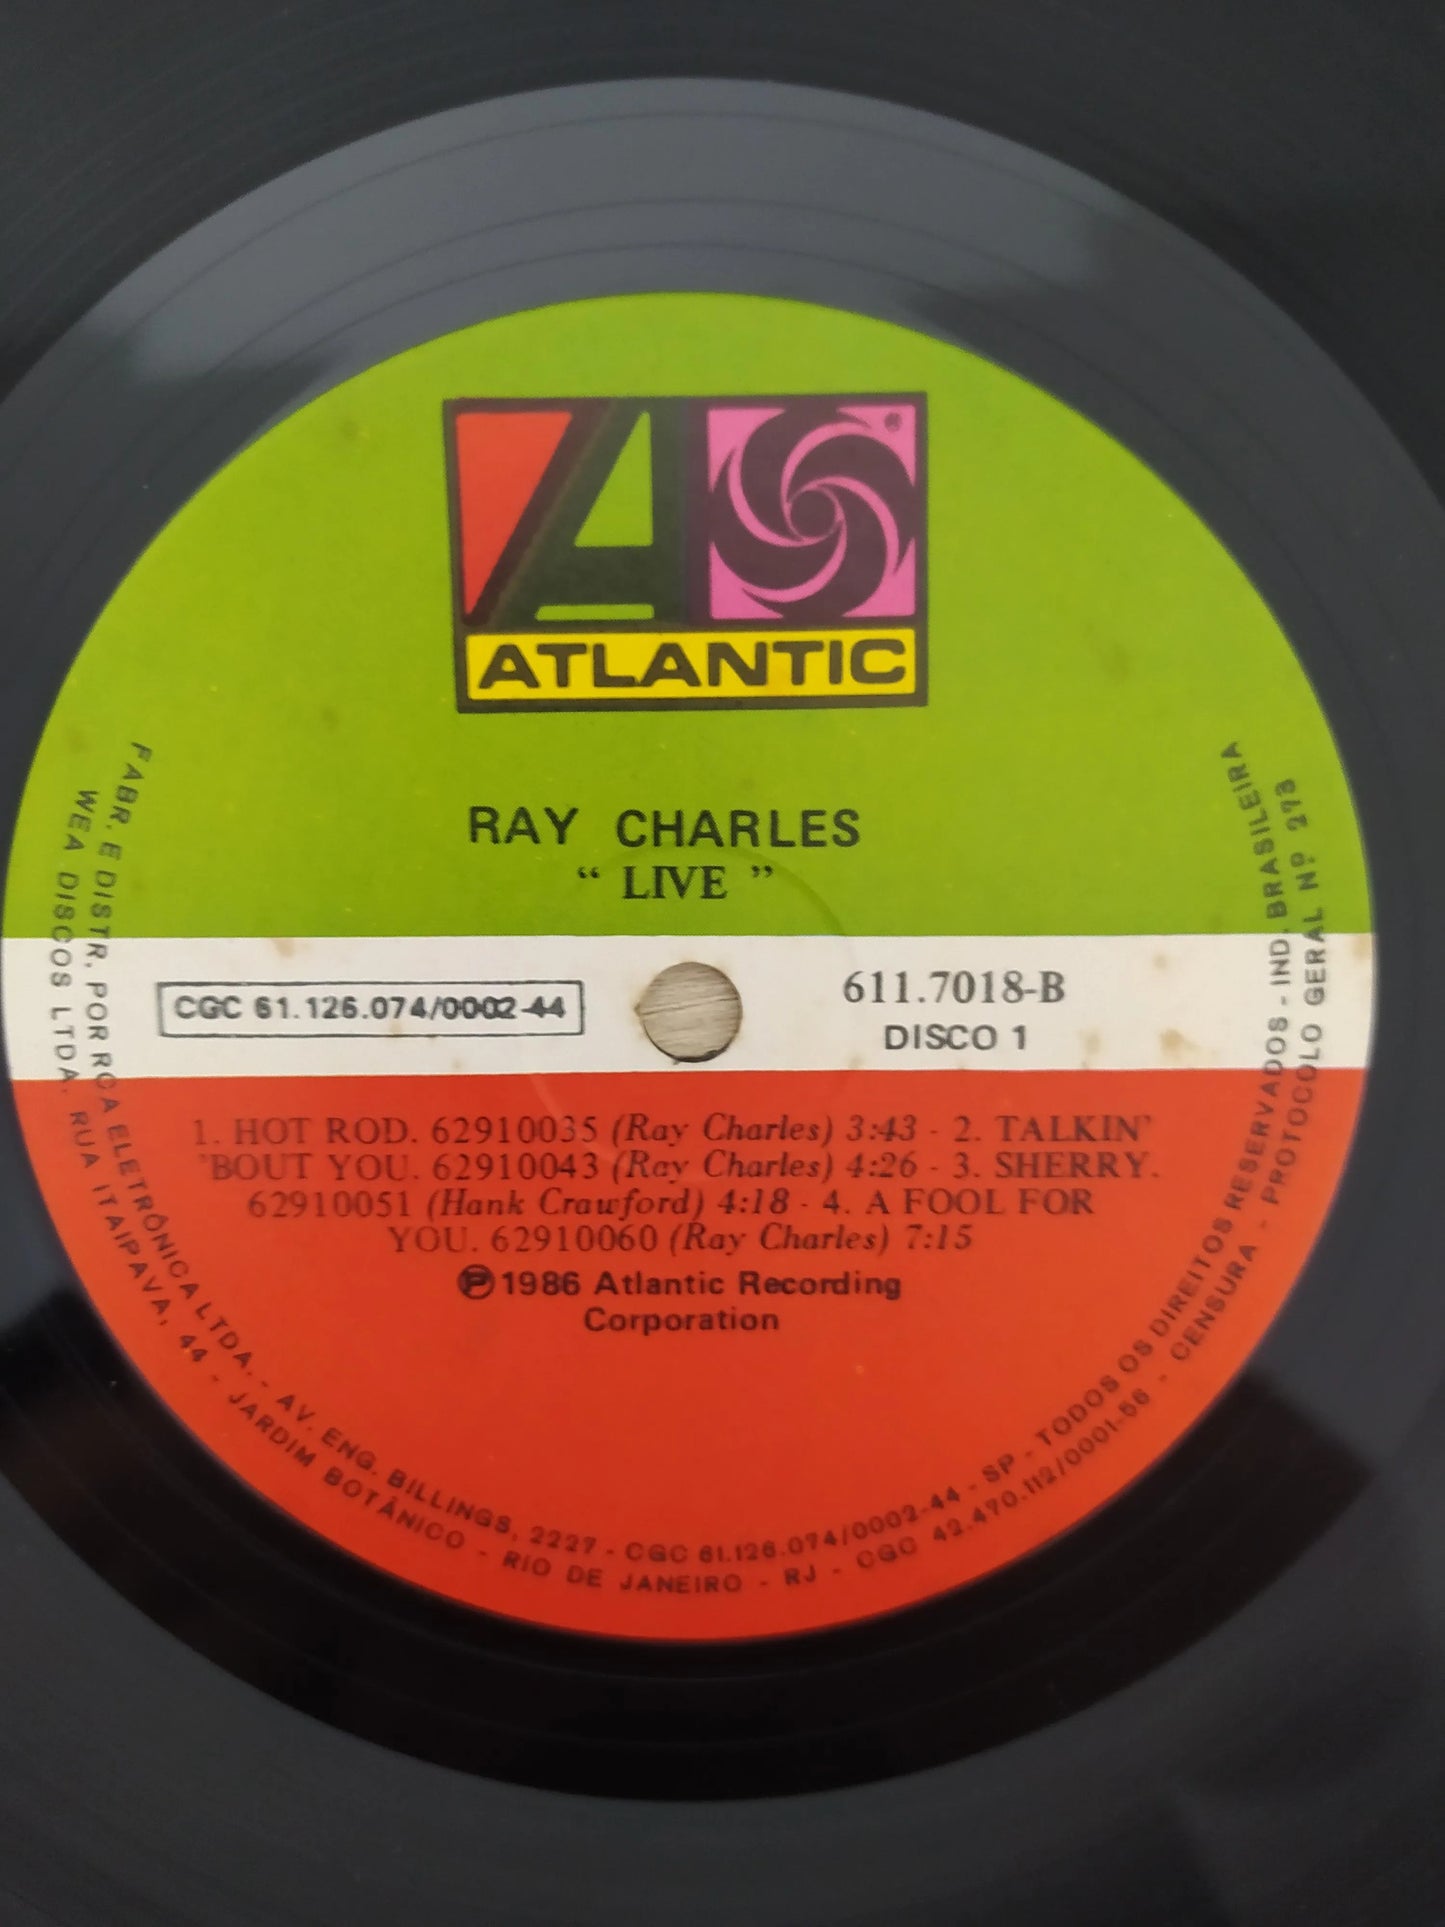 ATLANTIC
RAY CHARLES
“ LIVE ”
CGC 61.126.074/0002-44
611.7018-B
DISCO 1
1. HOT ROD. 62910035 (Ray Charles) 3:43 - 2. TALKIN'
'BOUT YOU. 62910043 (Ray Charles) 4:26 - 3. SHERRY.
62910051 (Hank Crawford) 4:18 - 4. A FOOL FOR
YOU. 62910060 (Ray Charles) 7:15
℗ 1986 Atlantic Recording
Corporation
FABR. E DISTR. POR RCA ELETRÔNICA LTDA. - AV. ENG. BILLINGS, 2227 - CGC 61.126.074/0002-44 - SP - TODOS OS DIREITOS RESERVADOS - IND. BRASILEIRA
WEA DISCOS LTDA. RUA ITAIPAVA, 44 - JARDIM BOTÂNICO - RIO DE JANEIRO - RJ - CGC 42.470.112/0001-56 - CENSURA - PROTOCOLO GERAL Nº 273